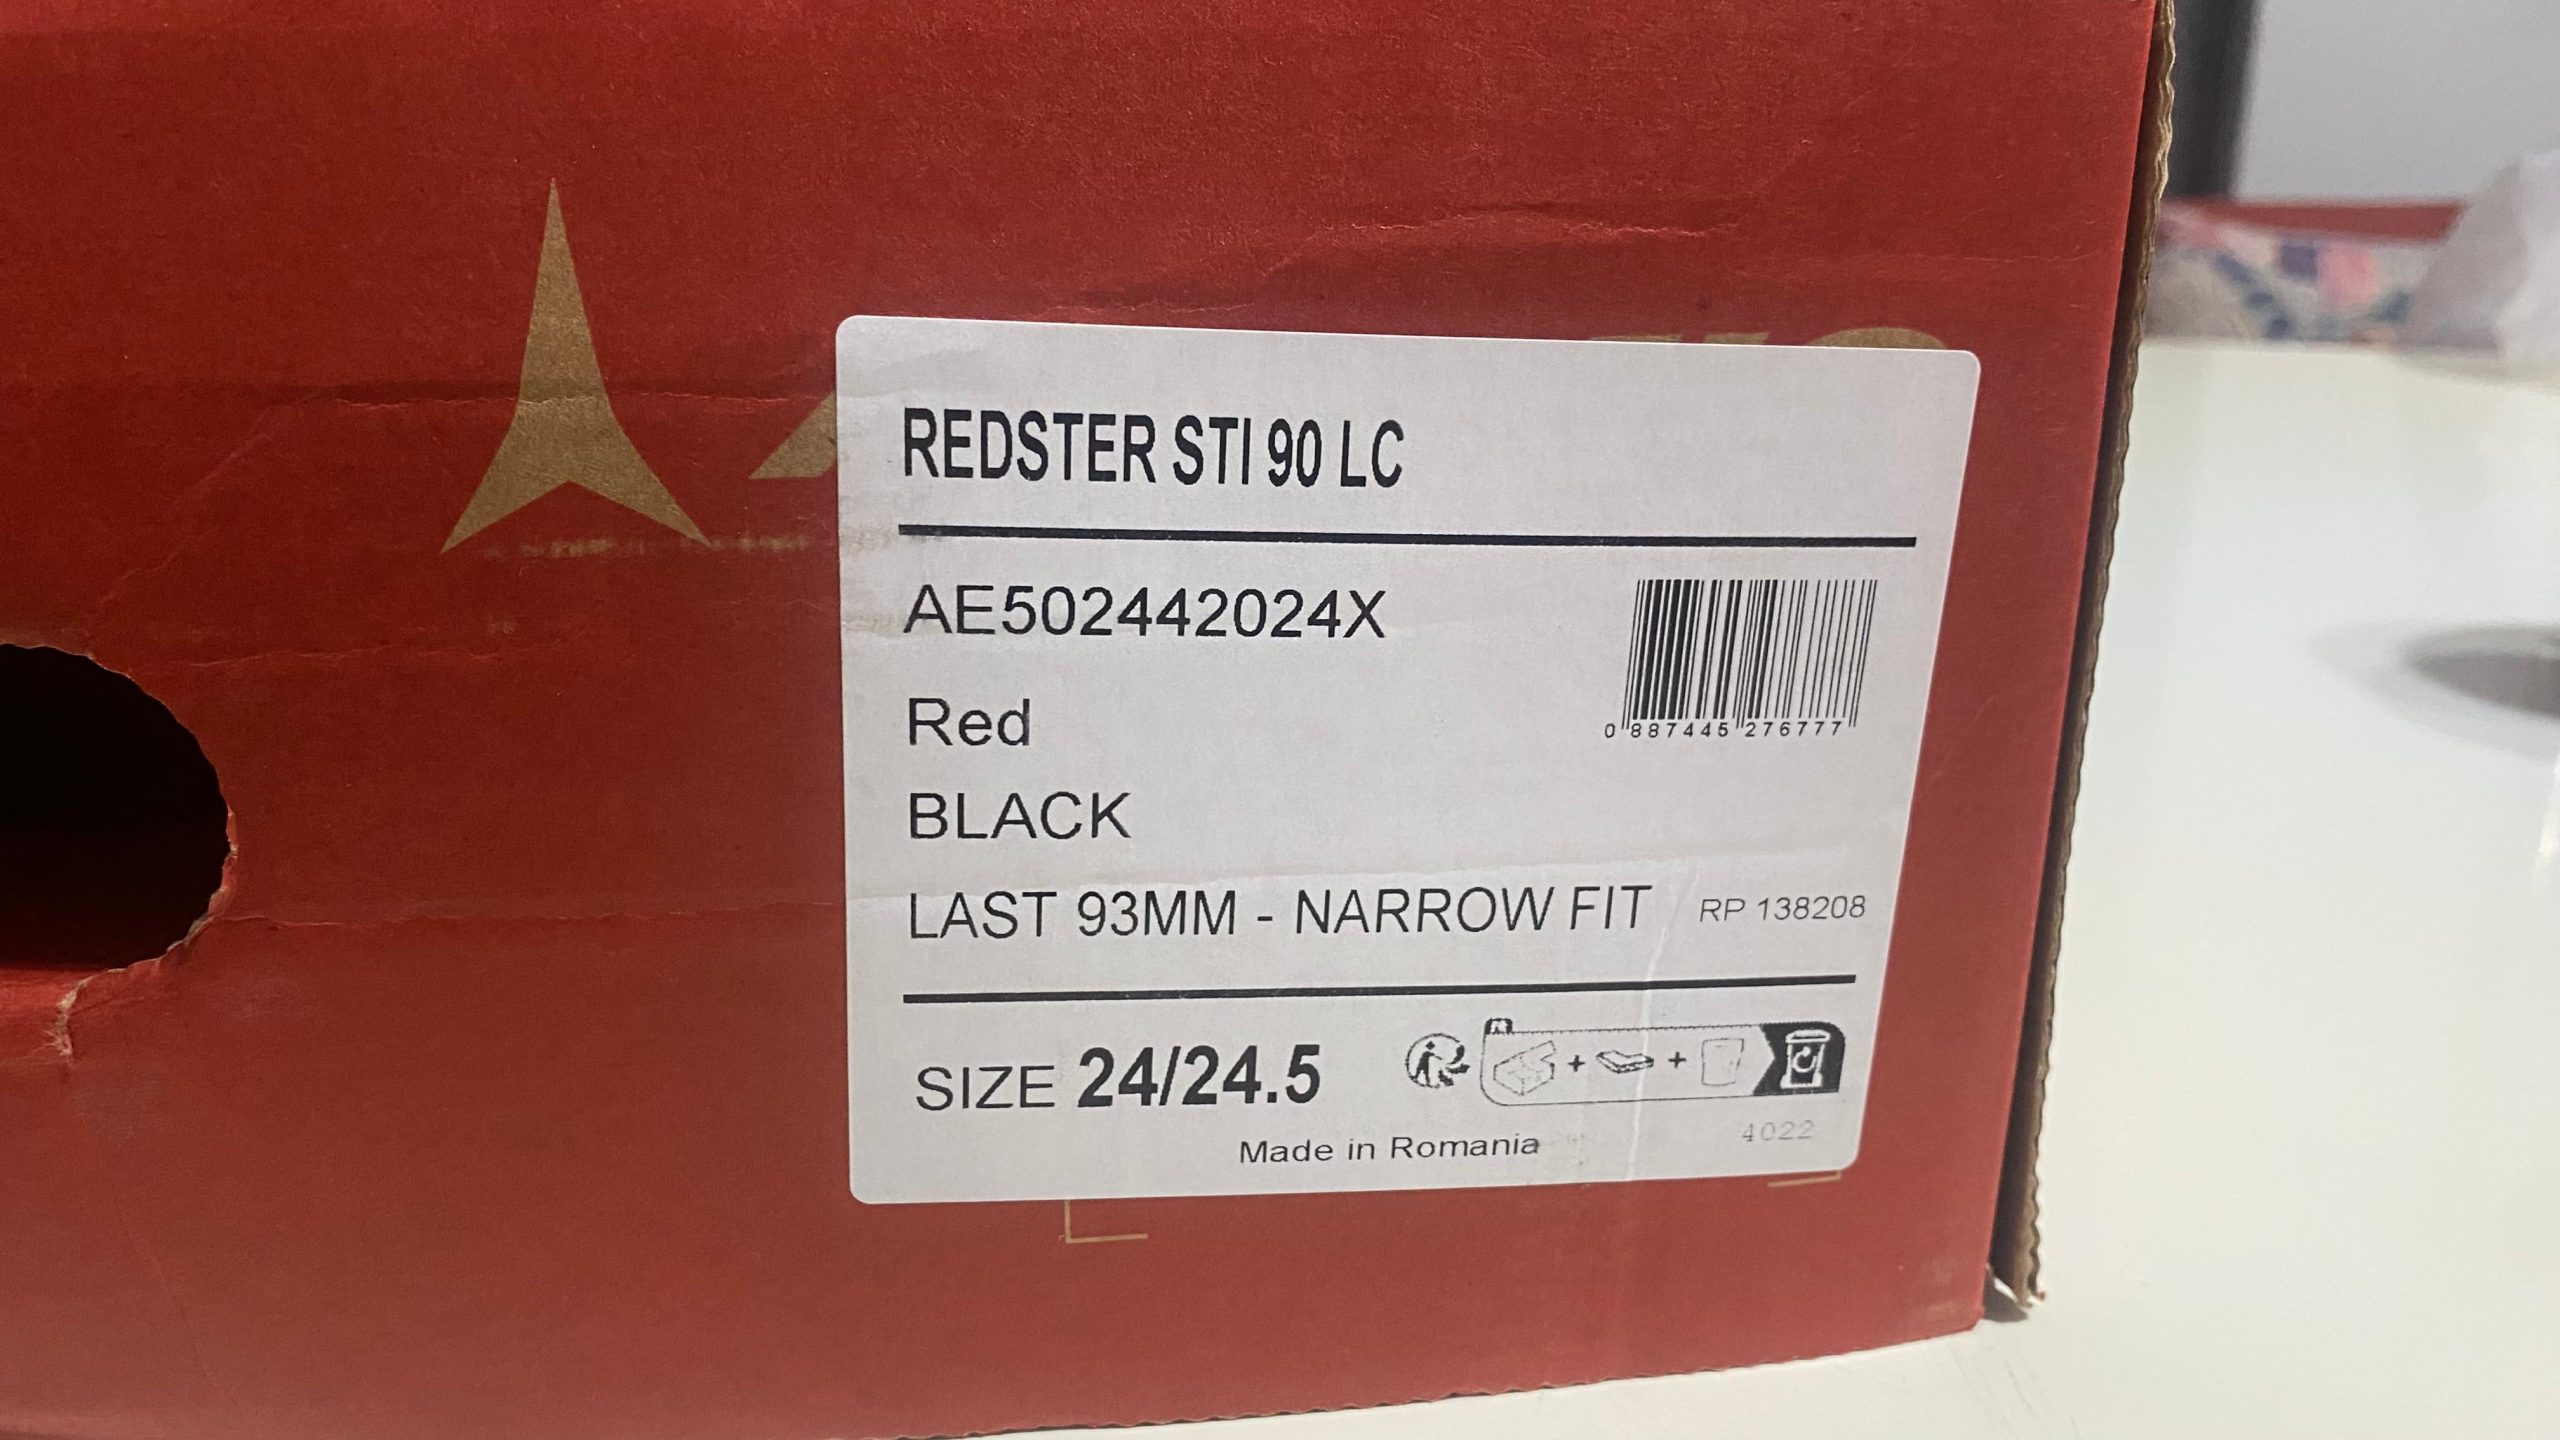 REDSTER STI 90 LC
AE502442024X
0 887445 276777
Red
BLACK
LAST 93MM - NARROW FIT RP 138208
SIZE 24/24.5
Made in Romania 4022